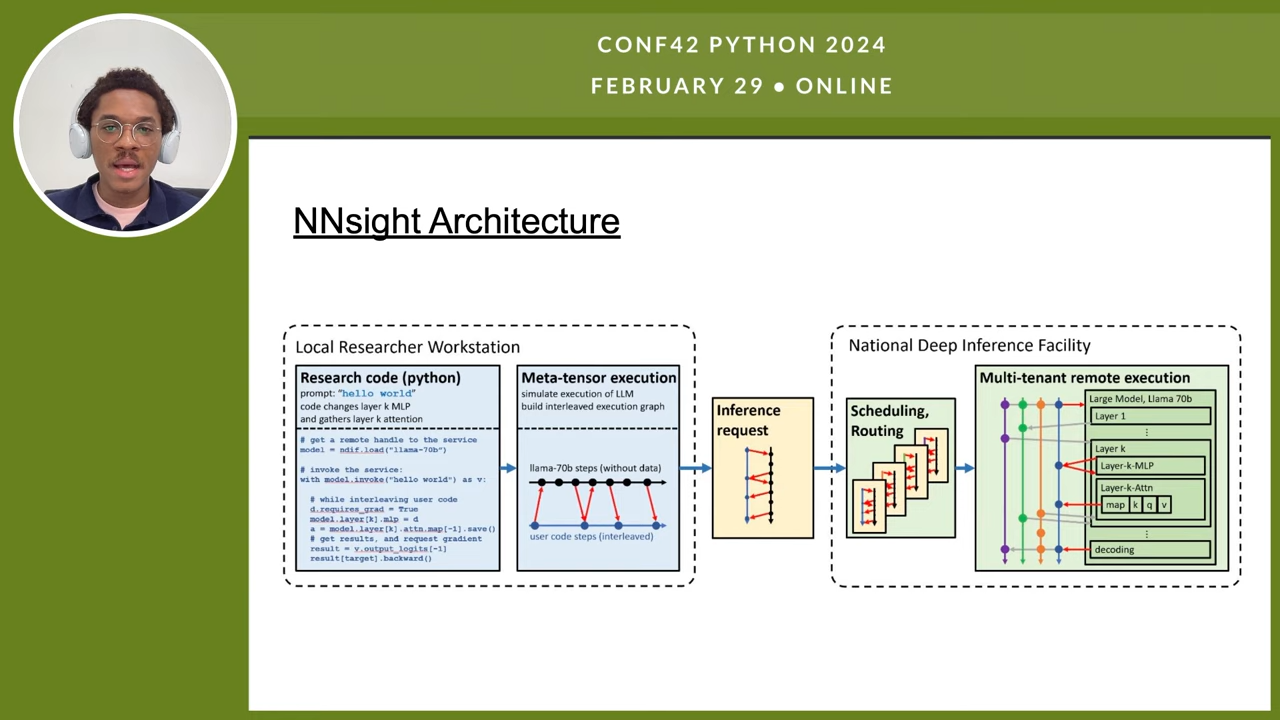 CONF42 PYTHON 2024
FEBRUARY 29 ● ONLINE
NNsight Architecture
Local Researcher Workstation
Research code (python)
prompt: "hello world"
code changes layer k MLP
and gathers layer k attention
# get a remote handle to the service
model = ndif.load("llama-70b")
# invoke the service:
with model.invoke("hello world") as v:
# while interleaving user code
d.requires_grad = True
model.layer[k].mlp = d
a = model.layer[k].attn.map[-1].save()
# get results, and request gradient
result = v.output_logits[-1]
result[target].backward()
Meta-tensor execution
simulate execution of LLM
build interleaved execution graph
llama-70b steps (without data)
user code steps (interleaved)
Inference
request
National Deep Inference Facility
Scheduling,
Routing
Multi-tenant remote execution
Large Model, Llama 70b
Layer 1
⋮
Layer k
Layer-k-MLP
Layer-k-Attn
map k q v
⋮
decoding